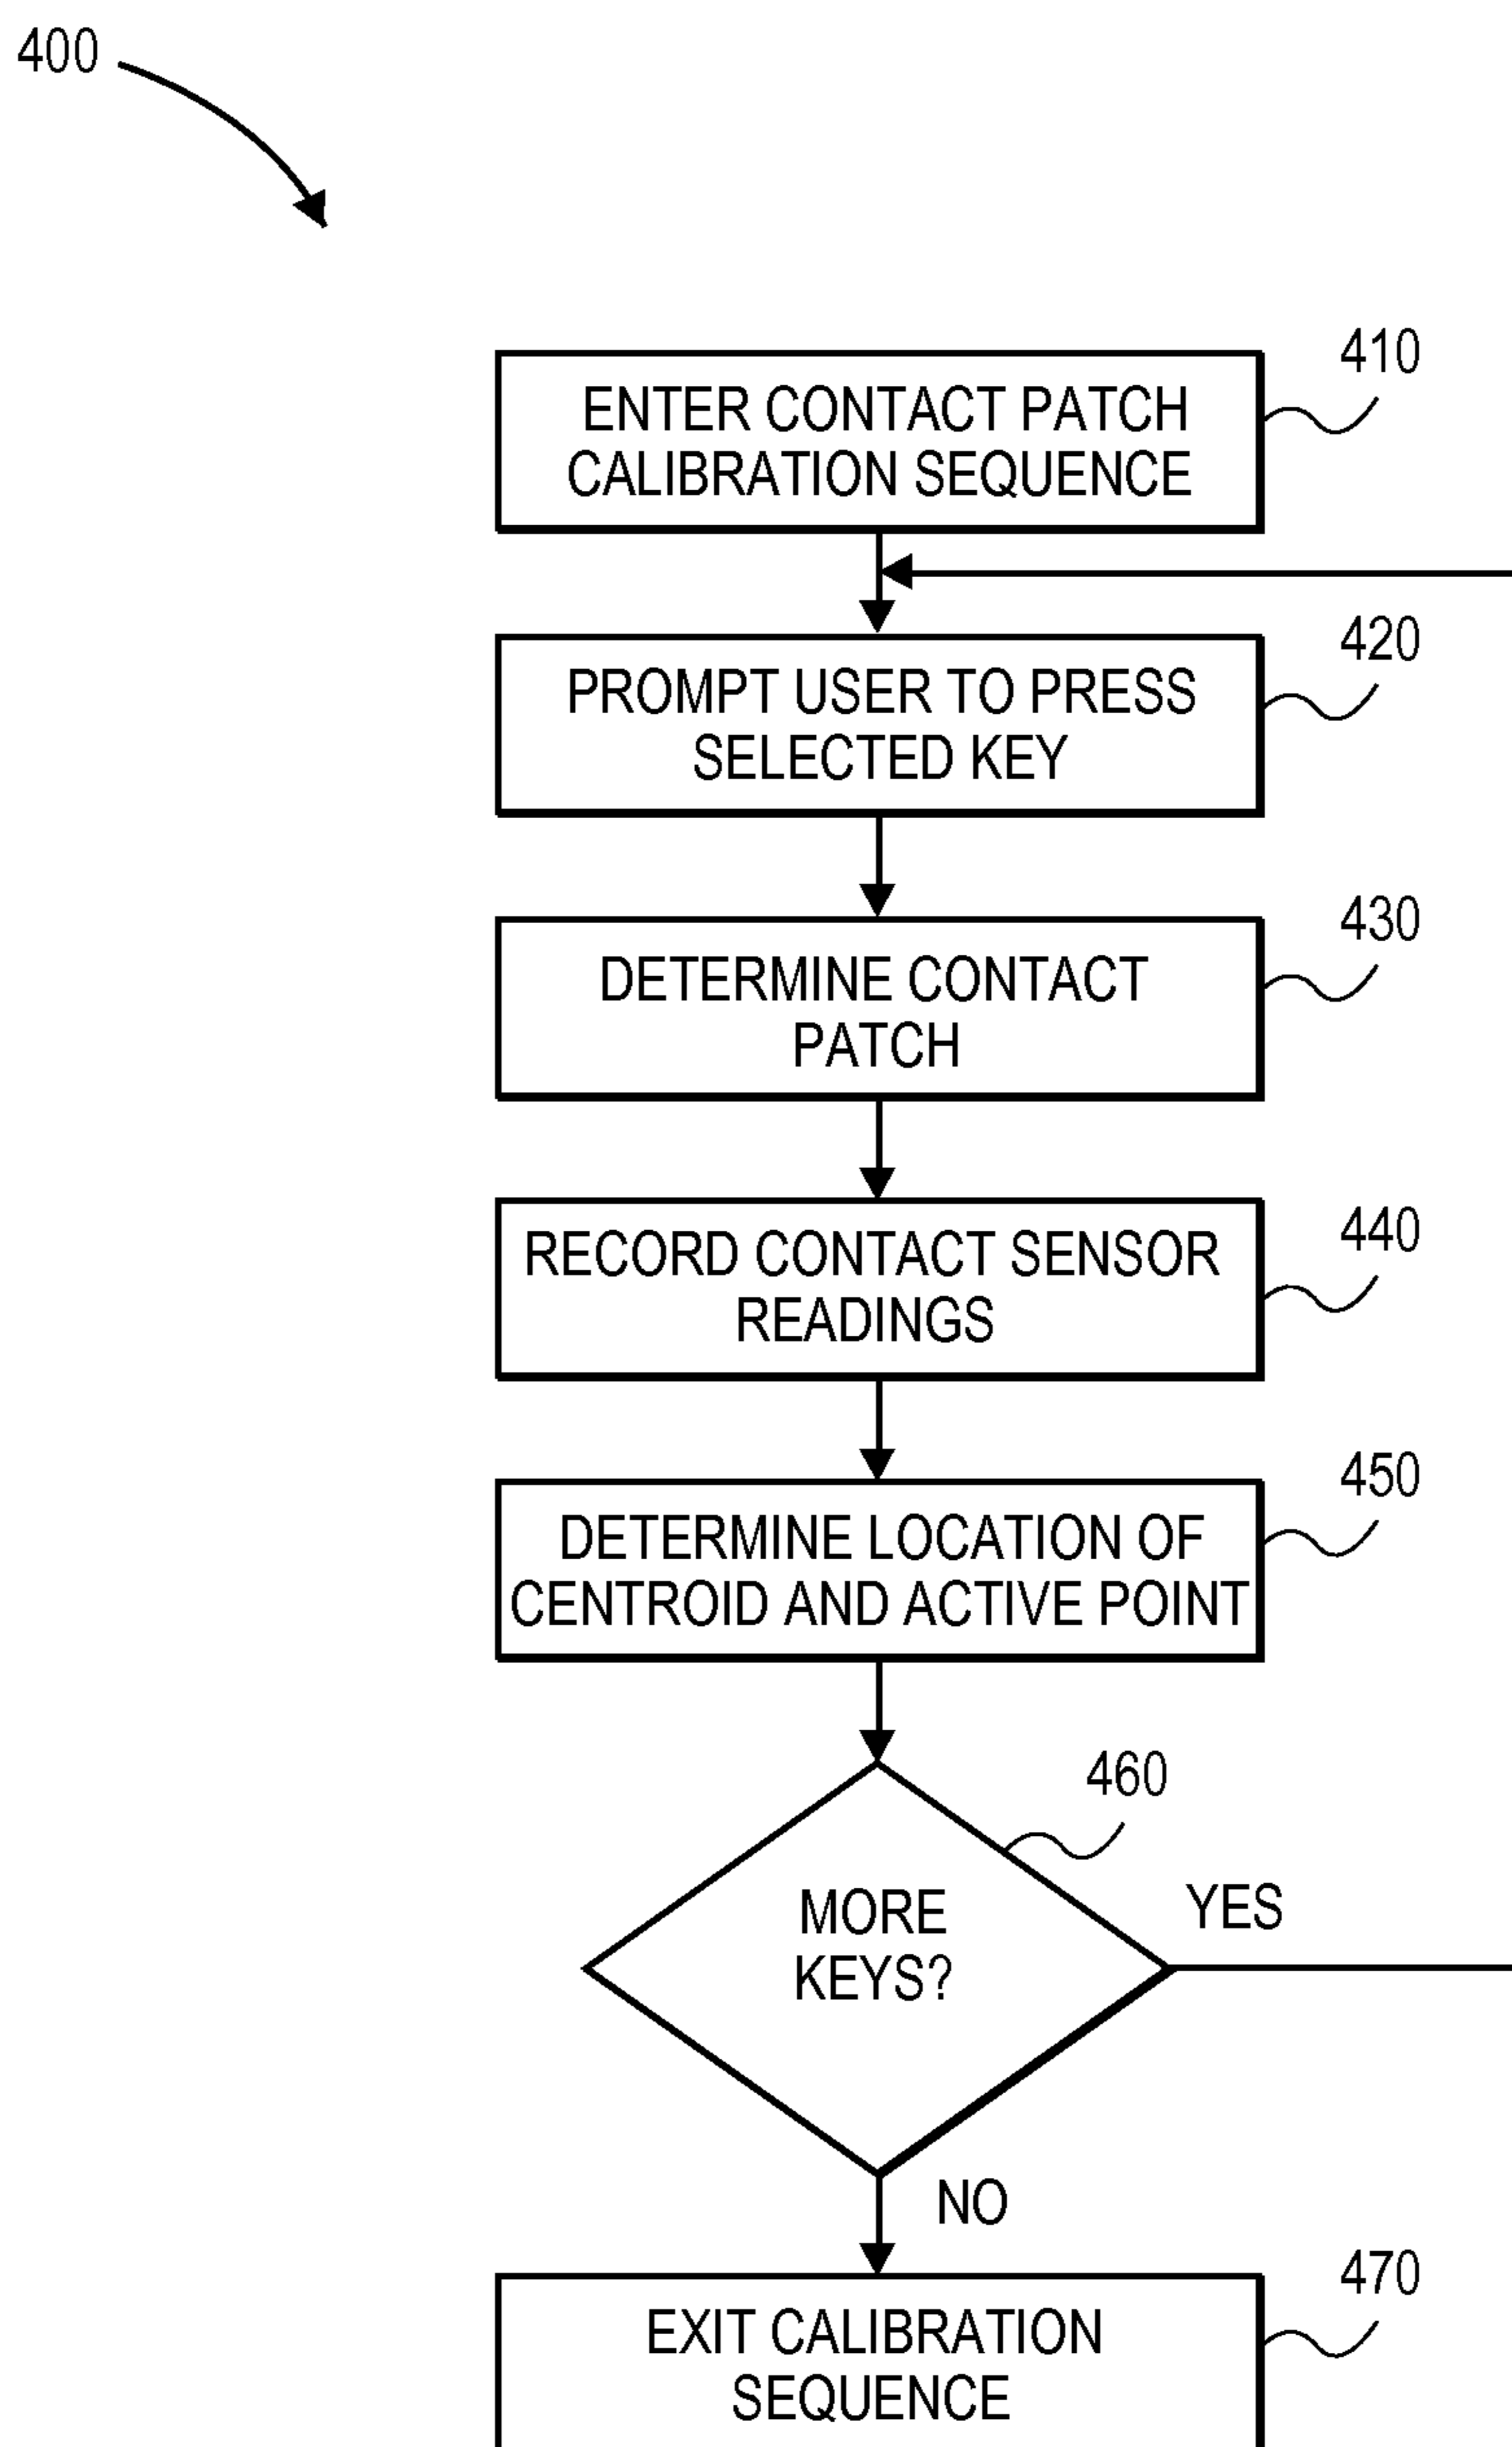 400
410
ENTER CONTACT PATCH
CALIBRATION SEQUENCE
420
PROMPT USER TO PRESS
SELECTED KEY
430
DETERMINE CONTACT
PATCH
440
RECORD CONTACT SENSOR
READINGS
450
DETERMINE LOCATION OF
CENTROID AND ACTIVE POINT
460
MORE
KEYS?
YES
NO
470
EXIT CALIBRATION
SEQUENCE